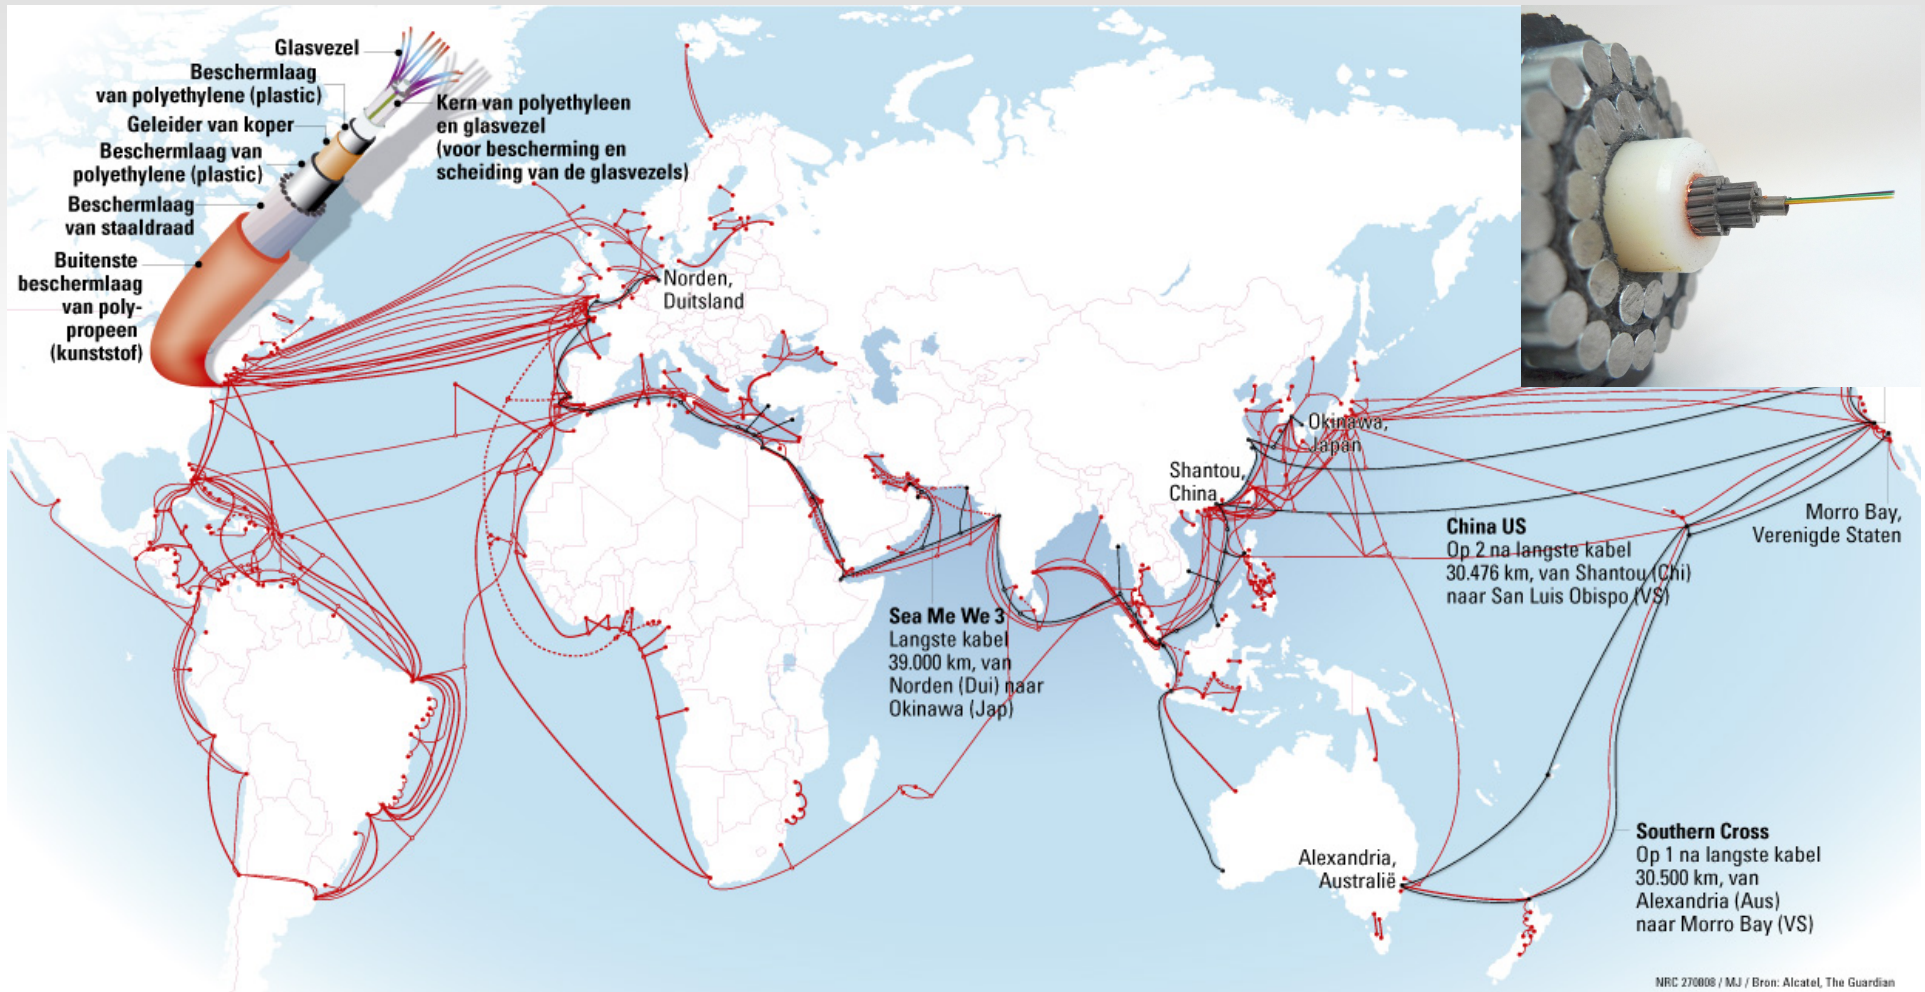 Glasvezel
Beschermlaag
van polyethylene (plastic)
Geleider van koper
Beschermlaag van
polyethylene (plastic)
Beschermlaag
van staaldraad
Buitenste
beschermlaag
van poly-
propeen
(kunststof)
Kern van polyethyleen
en glasvezel
(voor bescherming en
scheiding van de glasvezels)
Norden,
Duitsland
Okinawa,
Japan
Shantou,
China
Morro Bay,
Verenigde Staten
China US
Op 2 na langste kabel
30.476 km, van Shantou (Chi)
naar San Luis Obispo (VS)
Sea Me We 3
Langste kabel
39.000 km, van
Norden (Dui) naar
Okinawa (Jap)
Alexandria,
Australië
Southern Cross
Op 1 na langste kabel
30.500 km, van
Alexandria (Aus)
naar Morro Bay (VS)
NRC 270808 / MJ / Bron: Alcatel, The Guardian